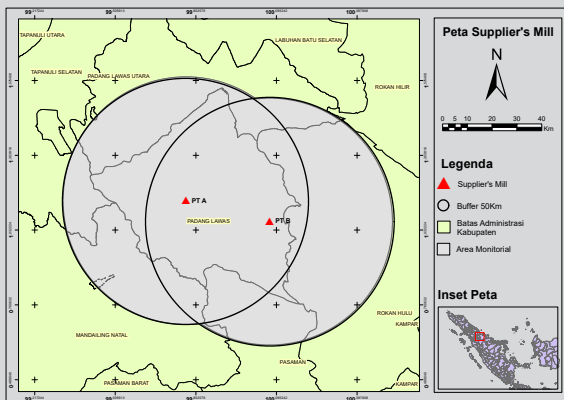 TAPANULI UTARA
LABUHAN BATU SELATAN
TAPANULI SELATAN
PADANG LAWAS UTARA
ROKAN HILIR
PT A
PADANG LAWAS
PT B
ROKAN HULU
KAMPAR
MANDAILING NATAL
PASAMAN
PASAMAN BARAT
KAMPAR
Peta Supplier's Mill
N
0 5 10 20 30 40
Km
Legenda
Supplier's Mill
Buffer 50Km
Batas Administrasi
Kabupaten
Area Monitorial
Inset Peta